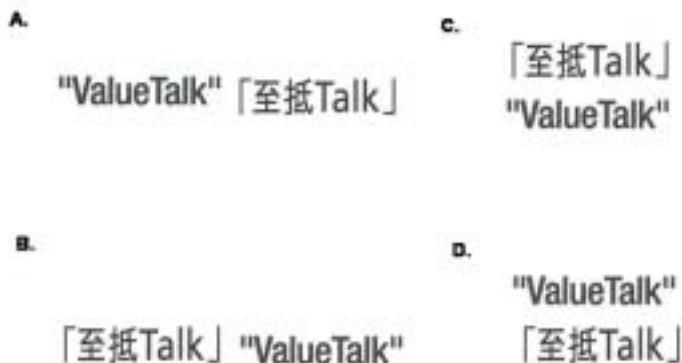 A.
"ValueTalk" 「至抵Talk」
B.
「至抵Talk」 "ValueTalk"
C.
「至抵Talk」
"ValueTalk"
D.
"ValueTalk"
「至抵Talk」